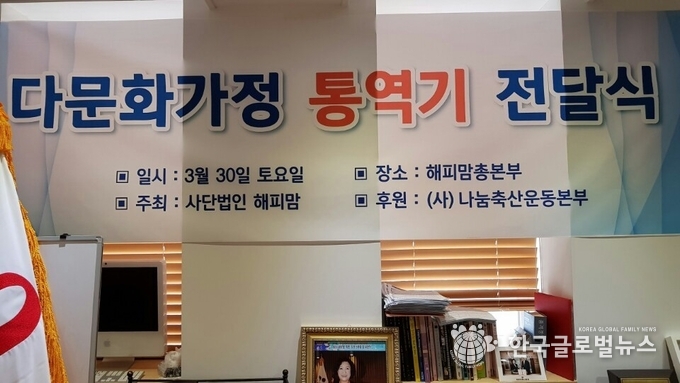 다문화가정 통역기 전달식
▣ 일시 : 3월 30일 토요일
▣ 장소 : 해피맘총본부
▣ 주최 : 사단법인 해피맘
▣ 후원 : (사)나눔축산운동본부
KOREA GLOBAL FAMILY NEWS
한국글로벌뉴스